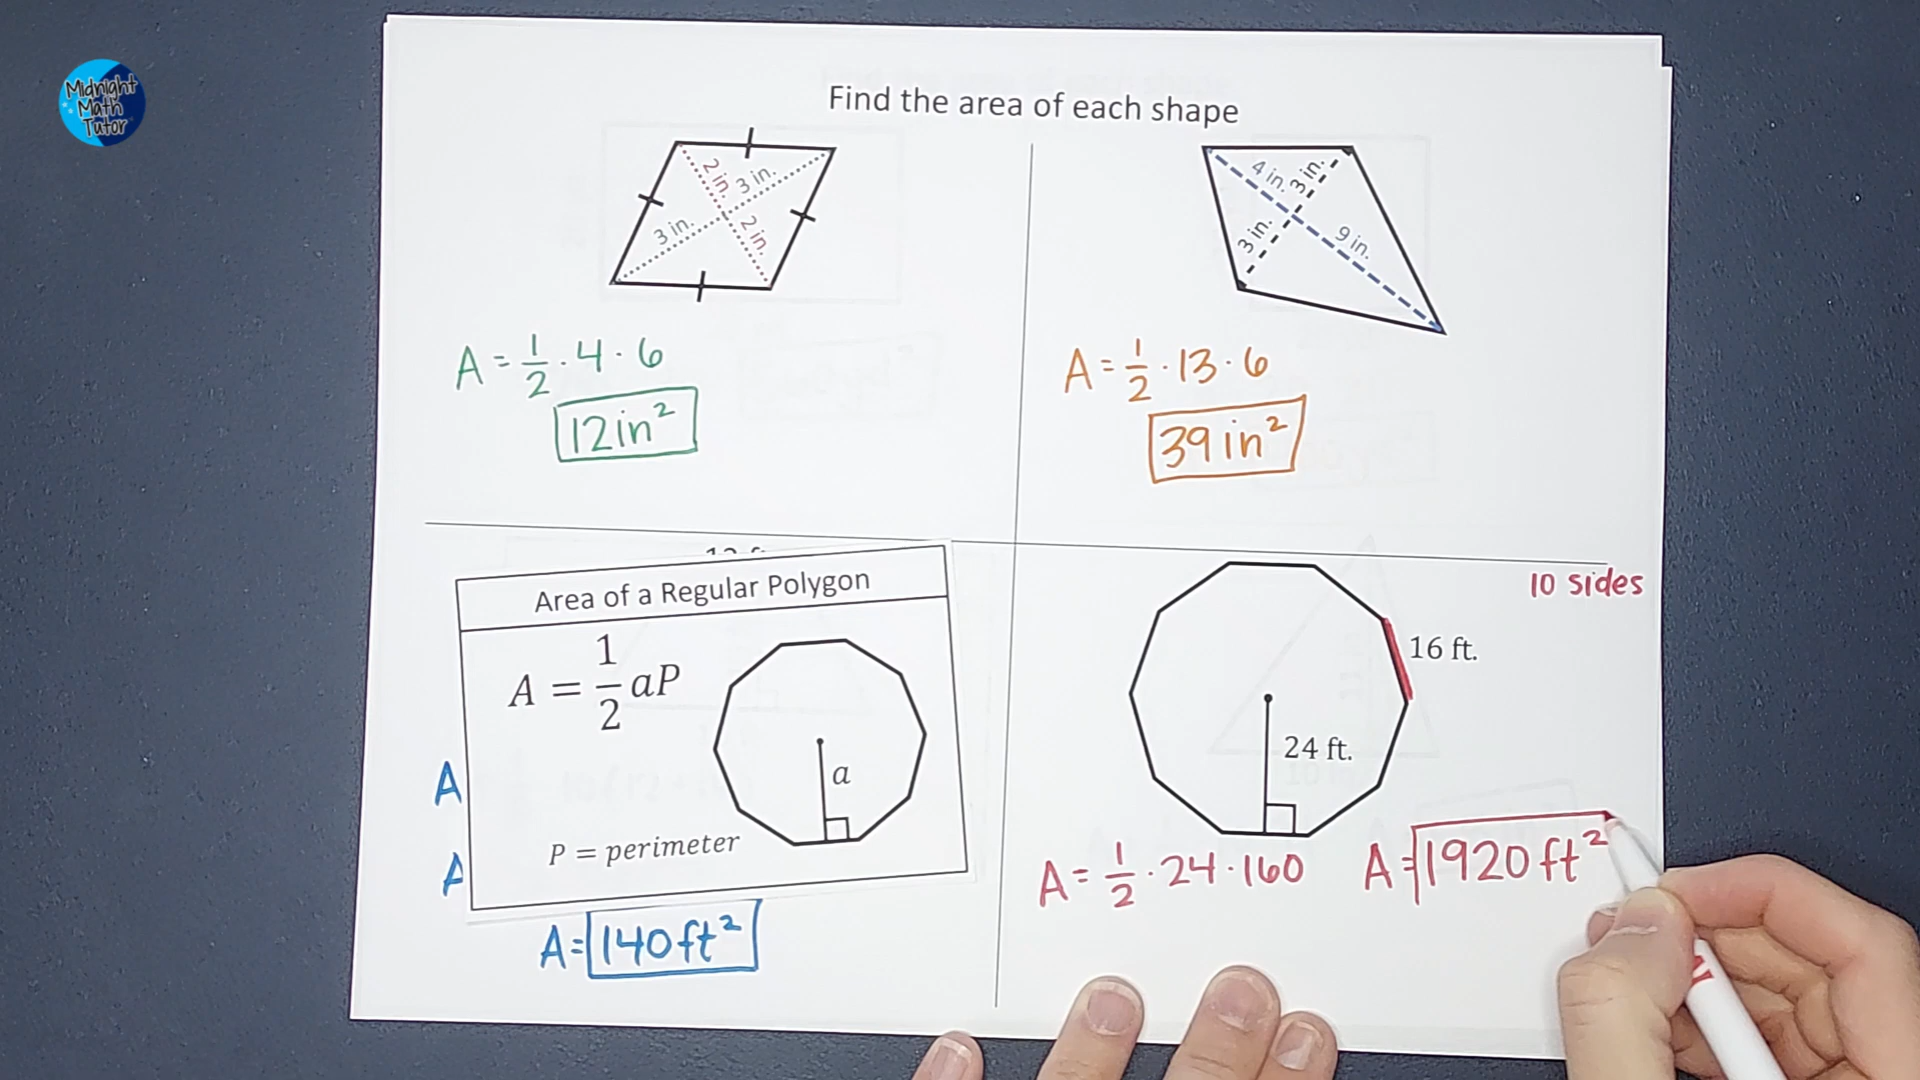 Midnight
Math
Tutor
Find the area of each shape
2 in.
3 in.
3 in.
2 in.
A = 1/2 · 4 · 6
12 in²
4 in.
3 in.
3 in.
9 in.
A = 1/2 · 13 · 6
39 in²
Area of a Regular Polygon
A = 1/2 aP
a
P = perimeter
A
A
A = 140 ft²
10 sides
16 ft.
24 ft.
A = 1/2 · 24 · 160
A = 1920 ft²